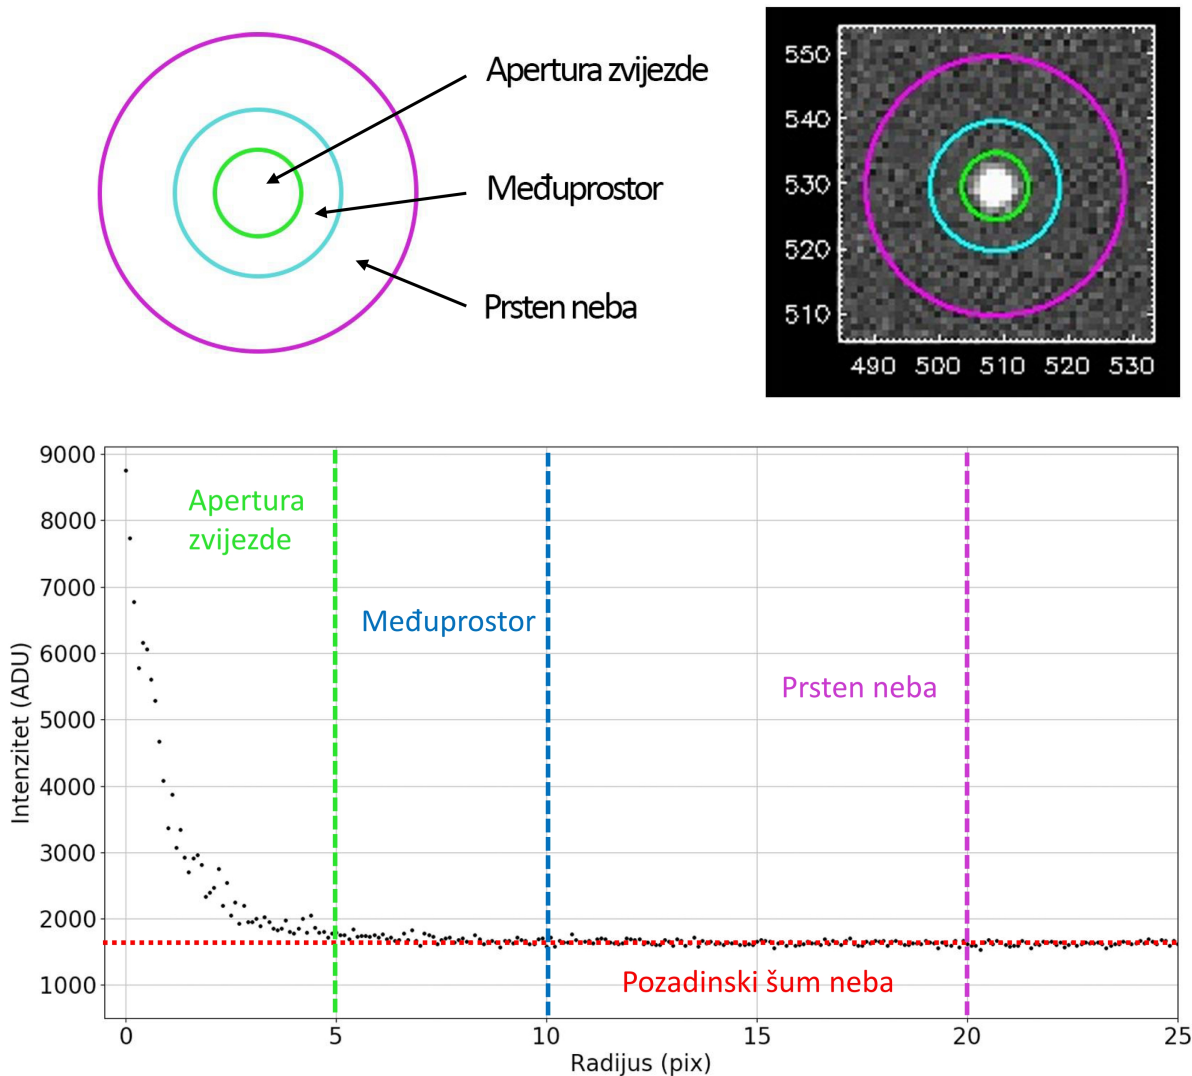 Apertura zvijezde
Međuprostor
Prsten neba
550
540
530
520
510
490 500 510 520 530
9000
8000
7000
6000
5000
4000
3000
2000
1000
Intenzitet (ADU)
Apertura
zvijezde
Međuprostor
Prsten neba
Pozadinski šum neba
0 5 10 15 20 25
Radijus (pix)